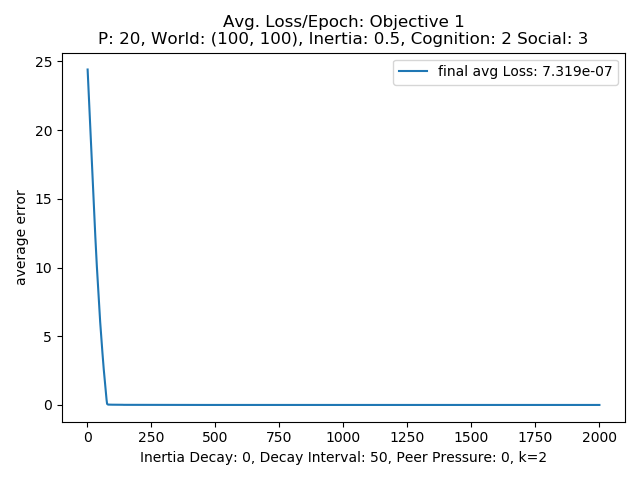 Avg. Loss/Epoch: Objective 1
P: 20, World: (100, 100), Inertia: 0.5, Cognition: 2 Social: 3
final avg Loss: 7.319e-07
25
20
15
10
5
0
average error
0 250 500 750 1000 1250 1500 1750 2000
Inertia Decay: 0, Decay Interval: 50, Peer Pressure: 0, k=2